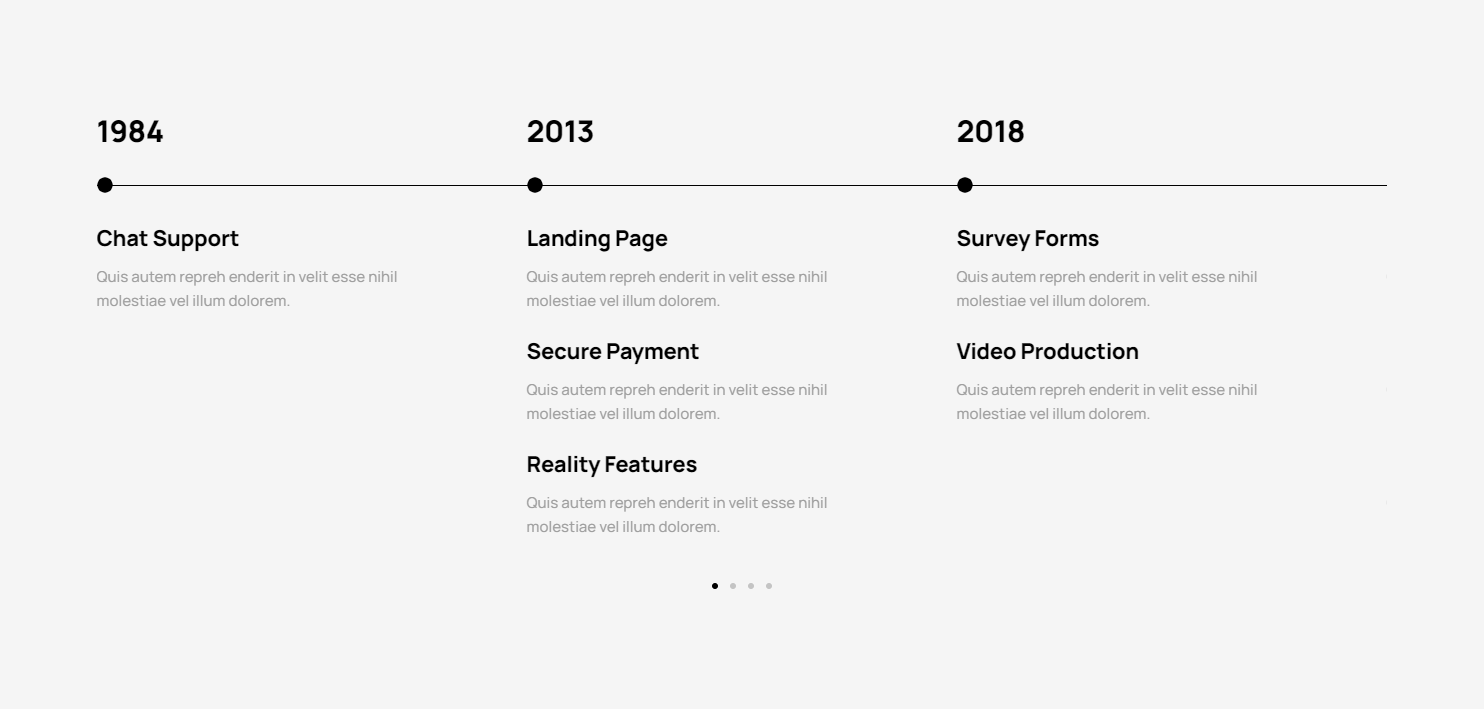 1984
Chat Support
Quis autem repreh enderit in velit esse nihil
molestiae vel illum dolorem.
2013
Landing Page
Quis autem repreh enderit in velit esse nihil
molestiae vel illum dolorem.
Secure Payment
Quis autem repreh enderit in velit esse nihil
molestiae vel illum dolorem.
Reality Features
Quis autem repreh enderit in velit esse nihil
molestiae vel illum dolorem.
2018
Survey Forms
Quis autem repreh enderit in velit esse nihil
molestiae vel illum dolorem.
Video Production
Quis autem repreh enderit in velit esse nihil
molestiae vel illum dolorem.